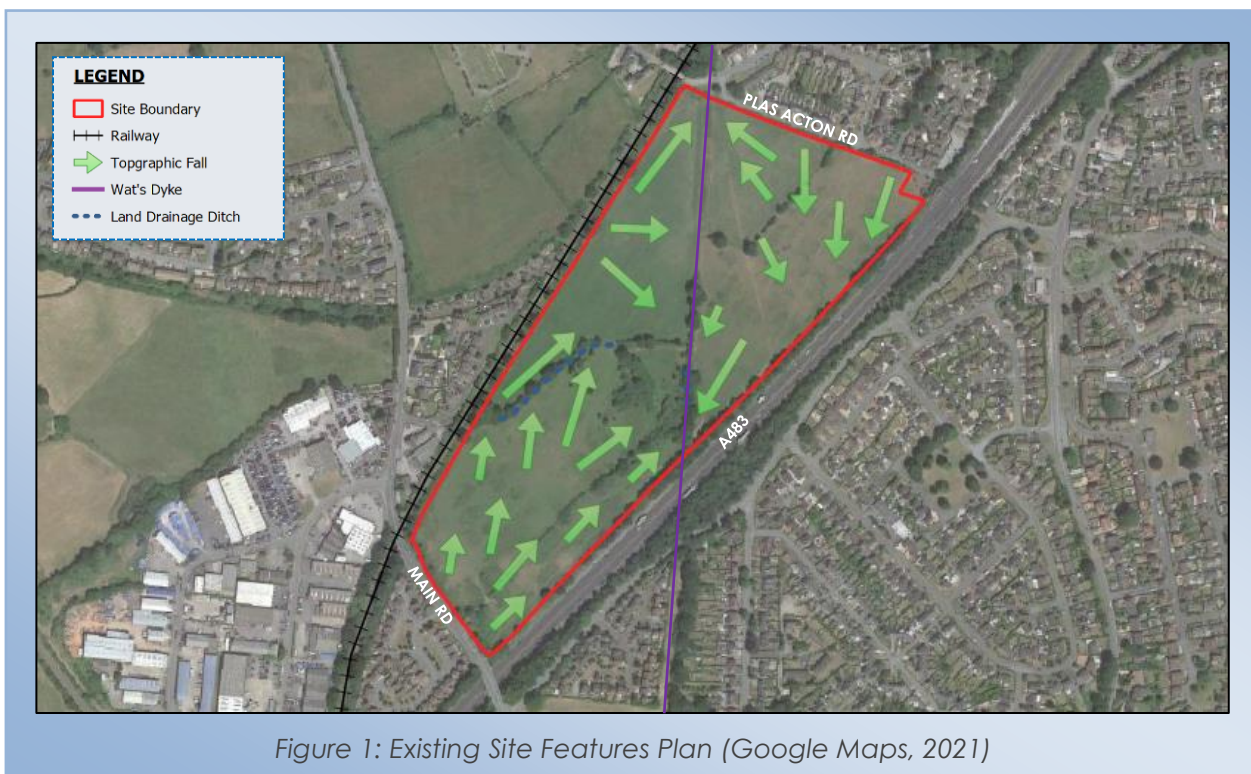 LEGEND
Site Boundary
Railway
Topgraphic Fall
Wat's Dyke
Land Drainage Ditch
PLAS ACTON RD
A483
MAIN RD
Figure 1: Existing Site Features Plan (Google Maps, 2021)